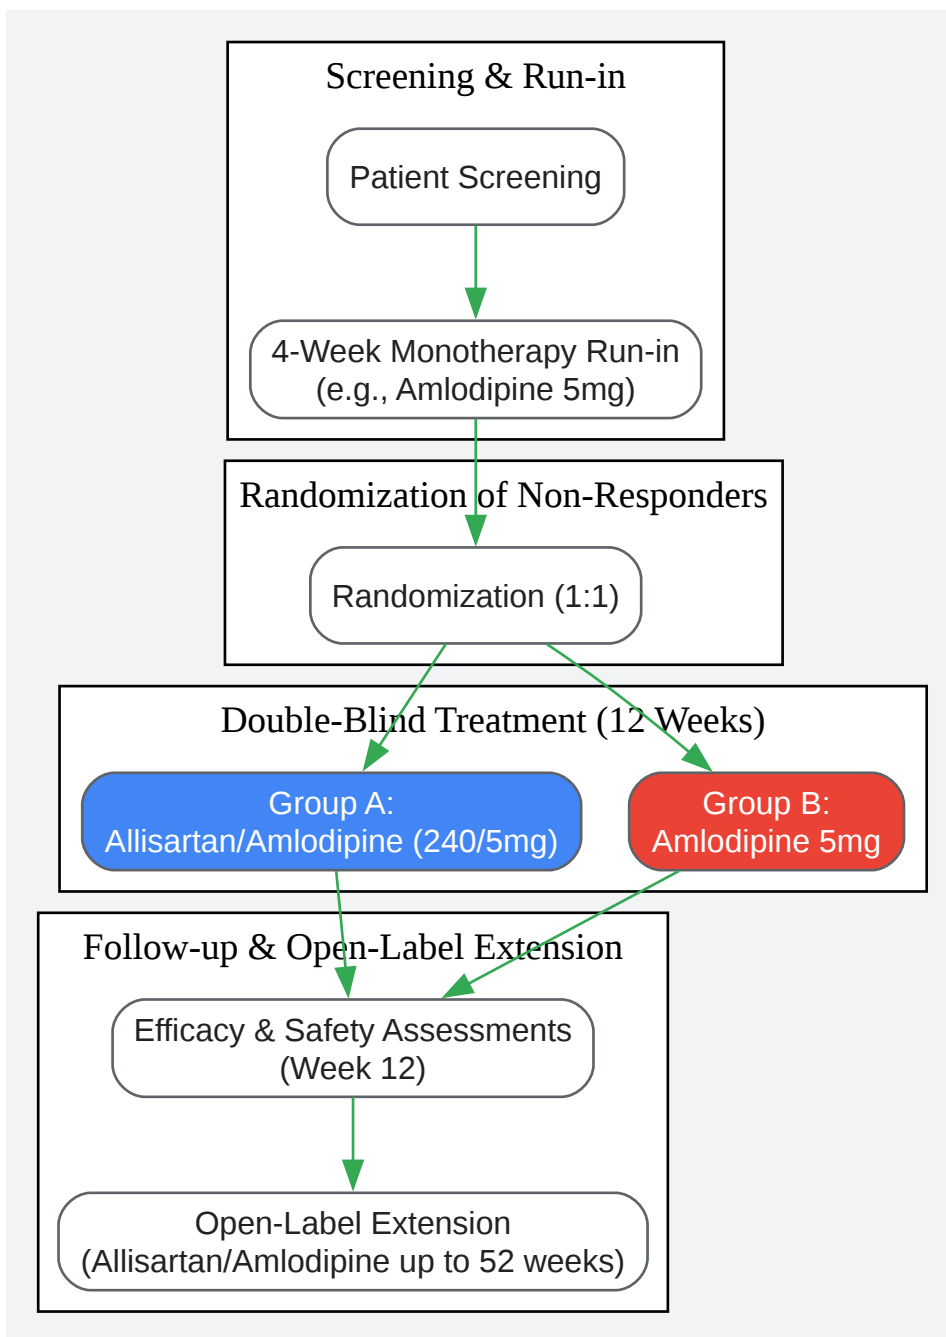 Screening & Run-in
Patient Screening
4-Week Monotherapy Run-in
(e.g., Amlodipine 5mg)
Randomization of Non-Responders
Randomization (1:1)
Double-Blind Treatment (12 Weeks)
Group A:
Allisartan/Amlodipine (240/5mg)
Group B:
Amlodipine 5mg
Follow-up & Open-Label Extension
Efficacy & Safety Assessments
(Week 12)
Open-Label Extension
(Allisartan/Amlodipine up to 52 weeks)